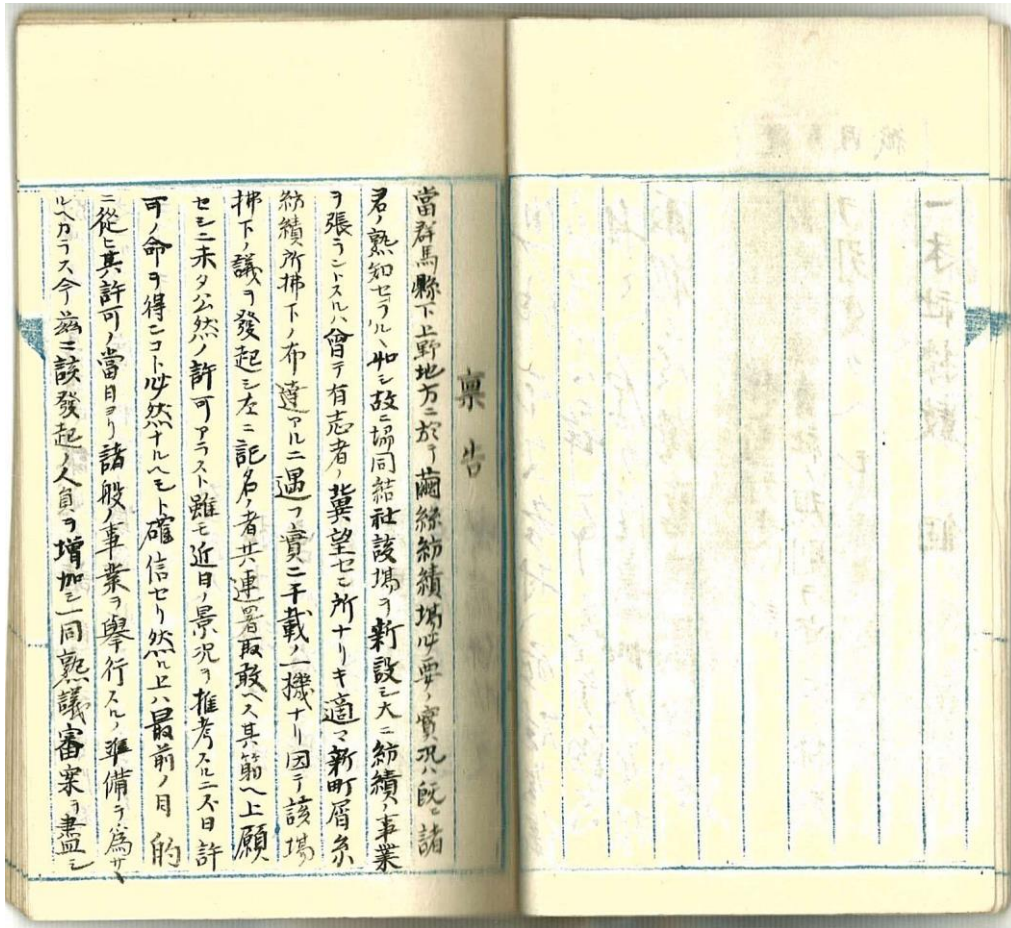 稟告
當群馬縣下上野地方ニ於テ繭絲紡績場必要ノ實况ハ既ニ諸
君ノ熟知セラルヽ如シ故ニ協同結社該場ヲ新設シ大ニ紡績ノ事業
ヲ張ラントスルハ曾テ有志者ノ冀望セシ所ナリキ適マ新町屑糸
紡績所拂下ノ布達アルニ遇フ實ニ千載ノ一機ナリ因テ該場
拂下ノ議ヲ發起シ左ニ記名ノ者共連署取敢ヘス其筋ヘ上願
セシニ未タ公然ノ許可アラスト雖モ近日ノ景况ヲ推考スルニ不日許
可ノ命ヲ得ンコト必然ナルヘシト確信セリ然ル上ハ最前ノ目的
ニ從ヒ其許可ノ當日ヨリ諸般ノ事業ヲ擧行スルノ準備ヲ爲サヽ
ルヘカラス今茲ニ該發起ノ人員ヲ増加シ一同熟議審案ヲ盡シ